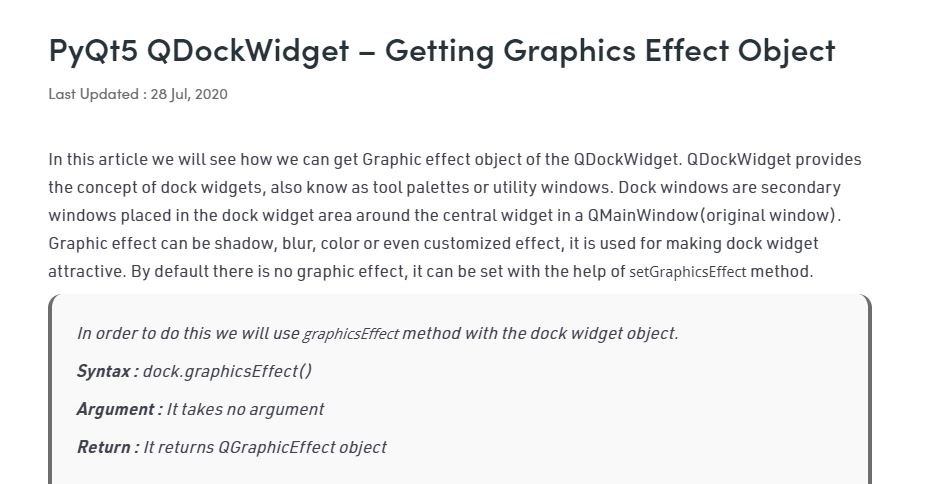 PyQt5 QDockWidget – Getting Graphics Effect Object
Last Updated : 28 Jul, 2020
In this article we will see how we can get Graphic effect object of the QDockWidget. QDockWidget provides
the concept of dock widgets, also know as tool palettes or utility windows. Dock windows are secondary
windows placed in the dock widget area around the central widget in a QMainWindow(original window).
Graphic effect can be shadow, blur, color or even customized effect, it is used for making dock widget
attractive. By default there is no graphic effect, it can be set with the help of setGraphicsEffect method.
In order to do this we will use graphicsEffect method with the dock widget object.
Syntax : dock.graphicsEffect()
Argument : It takes no argument
Return : It returns QGraphicEffect object